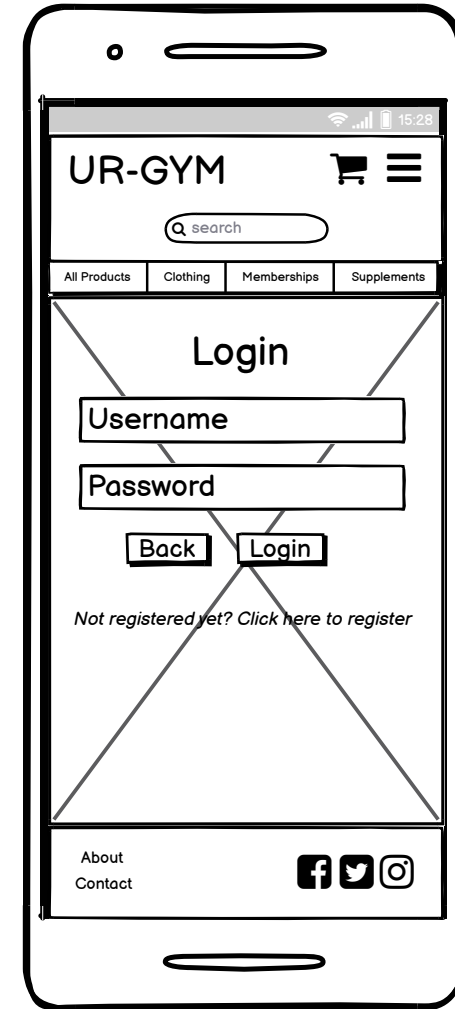 15:28
UR-GYM
search
All Products Clothing Memberships Supplements
Login
Username
Password
Back Login
Not registered yet? Click here to register
About
Contact